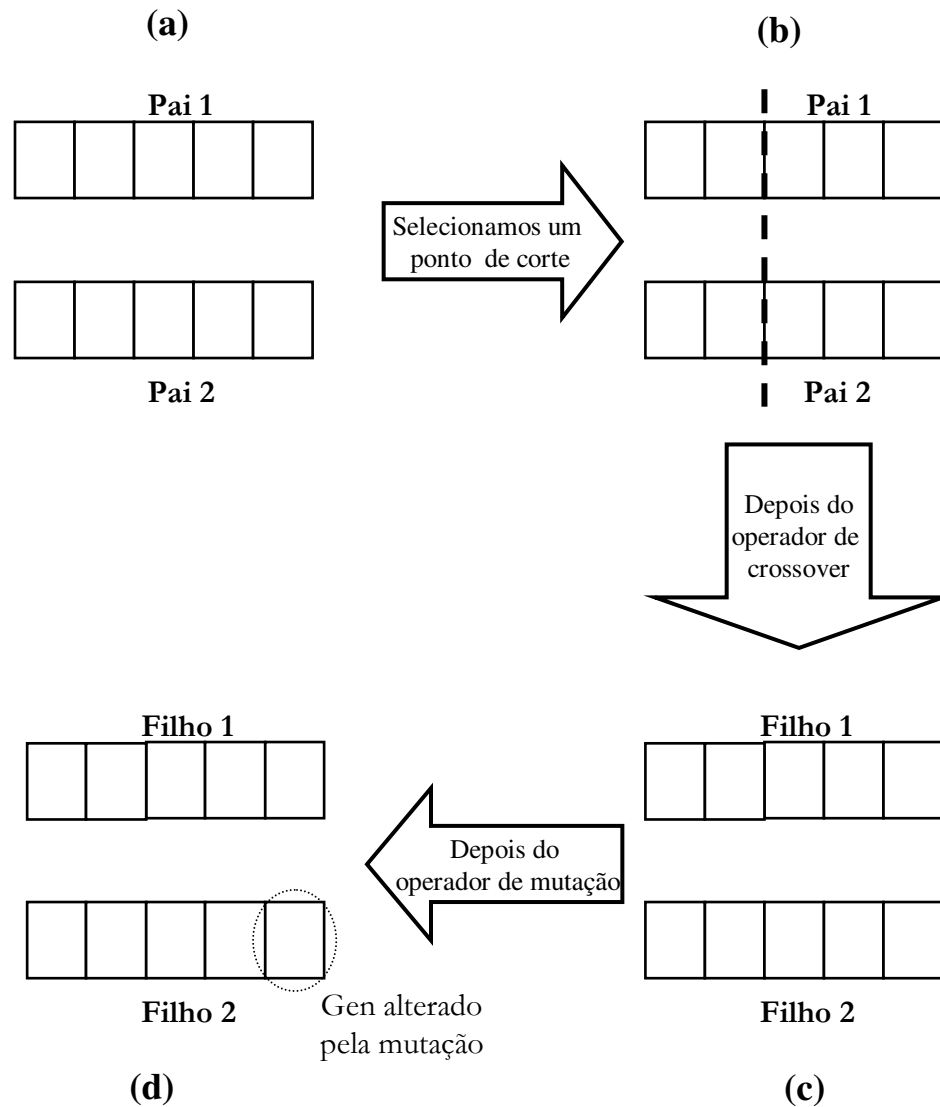 (a)
(b)
Pai 1
Pai 1
Selecionamos um
ponto de corte
Pai 2
Pai 2
Depois do
operador de
crossover
Filho 1
Filho 1
Depois do
operador de mutação
Filho 2
Gen alterado
pela mutação
Filho 2
(d)
(c)